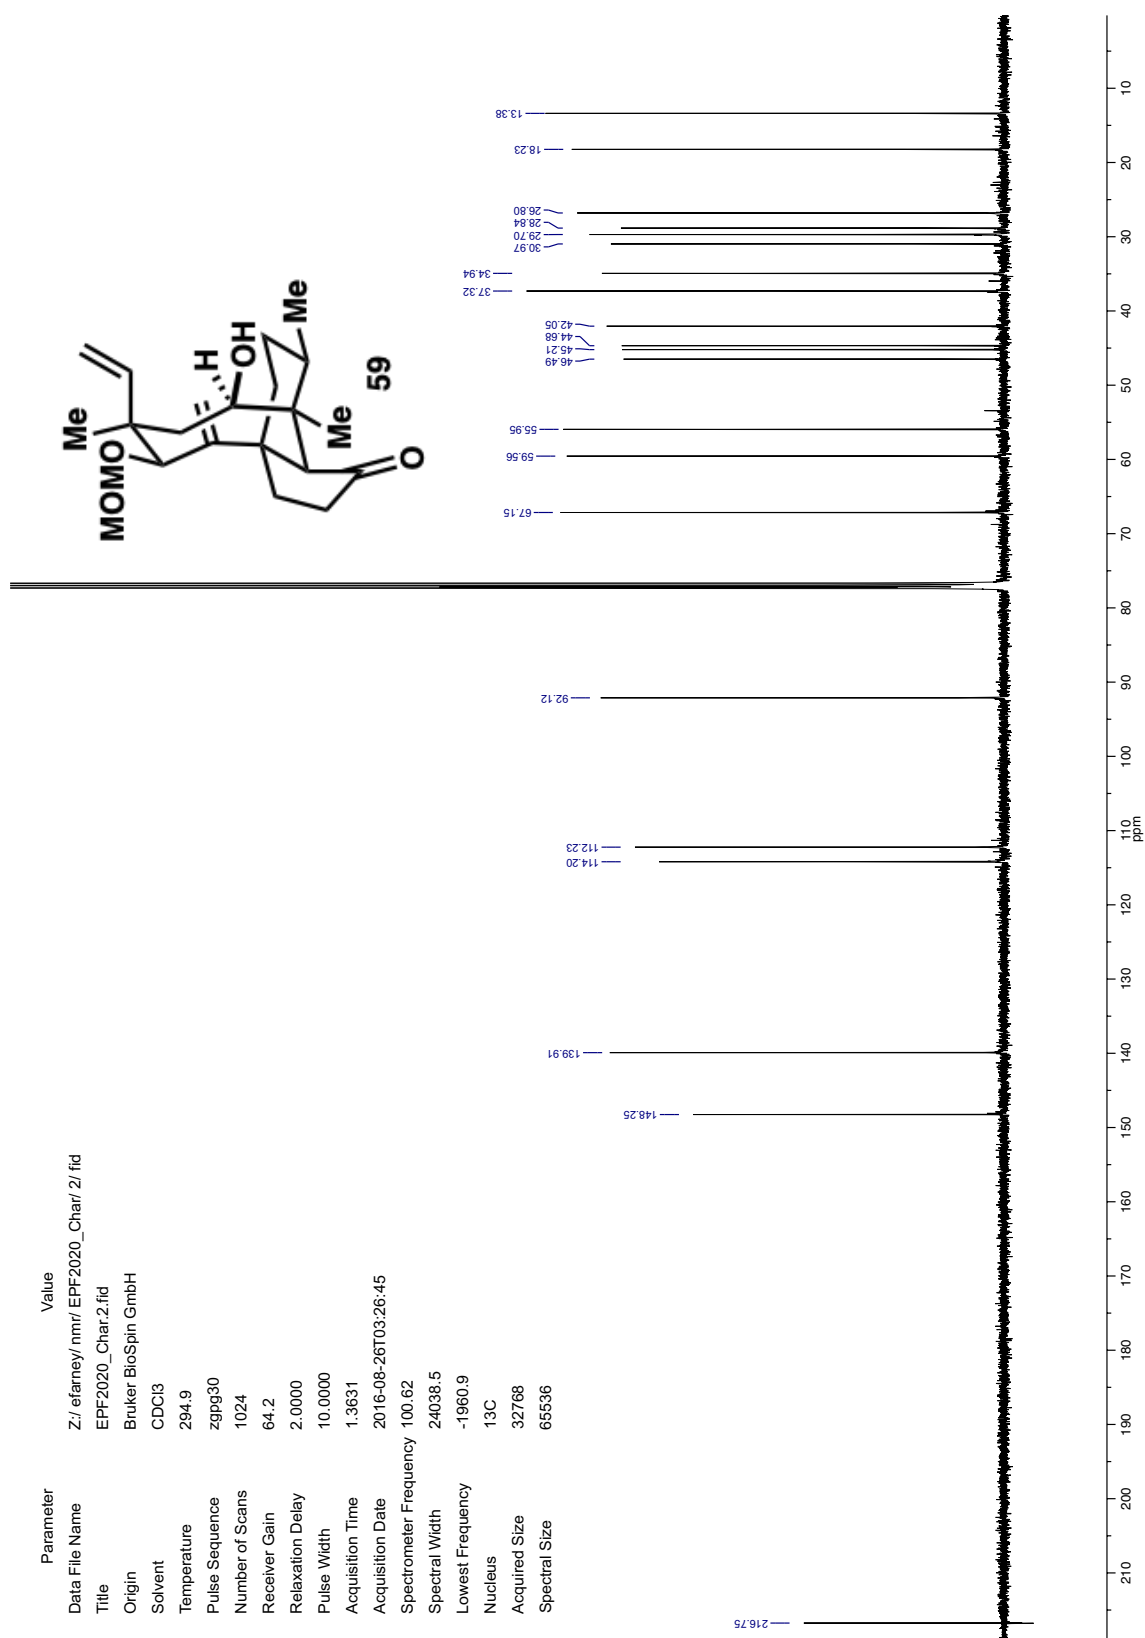 Parameter Value
Data File Name Z:/ efarney/ nmr/ EPF2020_Char/ 2/ fid
Title EPF2020_Char.2.fid
Origin Bruker BioSpin GmbH
Solvent CDCl3
Temperature 294.9
Pulse Sequence zgpg30
Number of Scans 1024
Receiver Gain 64.2
Relaxation Delay 2.0000
Pulse Width 10.0000
Acquisition Time 1.3631
Acquisition Date 2016-08-26T03:26:45
Spectrometer Frequency 100.62
Spectral Width 24038.5
Lowest Frequency -1960.9
Nucleus 13C
Acquired Size 32768
Spectral Size 65536
Me
MOMO
H
OH
Me
Me
O
59
216.75
148.25
139.91
114.20
112.23
92.12
67.15
59.56
55.95
46.49
45.21
44.68
42.05
37.32
34.94
30.97
29.70
28.84
26.80
18.23
13.38
210 200 190 180 170 160 150 140 130 120 110 100 90 80 70 60 50 40 30 20 10
ppm